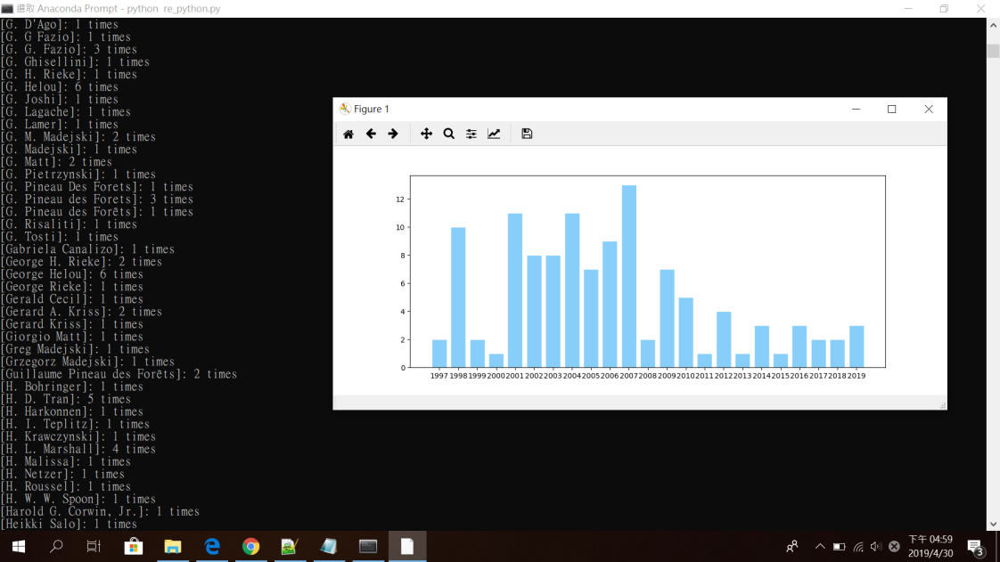 選取 Anaconda Prompt - python re_python.py
[G. D'Ago]: 1 times
[G. G Fazio]: 1 times
[G. G. Fazio]: 3 times
[G. Ghisellini]: 1 times
[G. H. Rieke]: 1 times
[G. Helou]: 6 times
[G. Joshi]: 1 times
[G. Lagache]: 1 times
[G. Lamer]: 1 times
[G. M. Madejski]: 2 times
[G. Madejski]: 1 times
[G. Matt]: 2 times
[G. Pietrzynski]: 1 times
[G. Pineau Des Forets]: 1 times
[G. Pineau des Forets]: 3 times
[G. Pineau des Forêts]: 1 times
[G. Risaliti]: 1 times
[G. Tosti]: 1 times
[Gabriela Canalizo]: 1 times
[George H. Rieke]: 2 times
[George Helou]: 6 times
[George Rieke]: 1 times
[Gerald Cecil]: 1 times
[Gerard A. Kriss]: 2 times
[Gerard Kriss]: 1 times
[Giorgio Matt]: 1 times
[Greg Madejski]: 1 times
[Grzegorz Madejski]: 1 times
[Guillaume Pineau des Forêts]: 2 times
[H. Bohringer]: 1 times
[H. D. Tran]: 5 times
[H. Harkonnen]: 1 times
[H. I. Teplitz]: 1 times
[H. Krawczynski]: 1 times
[H. L. Marshall]: 4 times
[H. Malissa]: 1 times
[H. Netzer]: 1 times
[H. Roussel]: 1 times
[H. W. W. Spoon]: 1 times
[Harold G. Corwin, Jr.]: 1 times
[Heikki Salo]: 1 times
Figure 1
12
10
8
6
4
2
0
1997 1998 1999 2000 2001 2002 2003 2004 2005 2006 2007 2008 2009 2010 2011 2012 2013 2014 2015 2016 2017 2018 2019
下午 04:59
2019/4/30
3